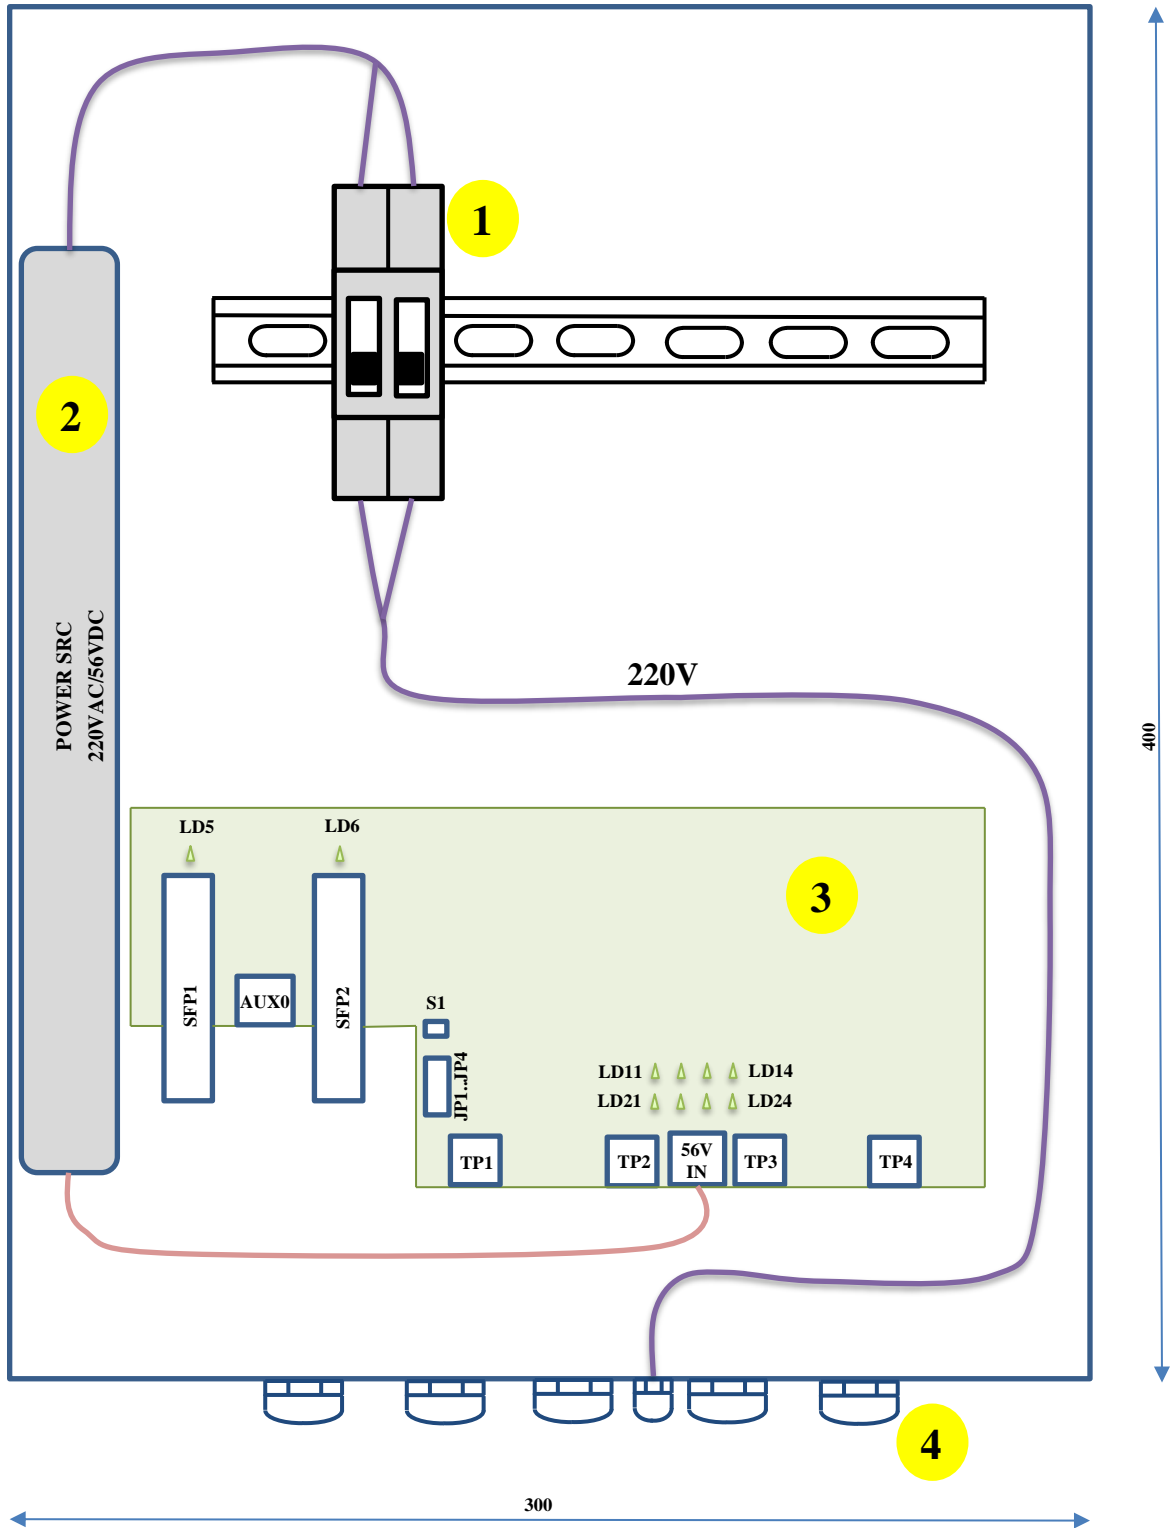 1
2
POWER SRC
220VAC/56VDC
220V
400
LD5
LD6
3
SFP1
AUX0
SFP2
S1
JP1..JP4
LD11
LD14
LD21
LD24
TP1
TP2
56V
IN
TP3
TP4
4
300